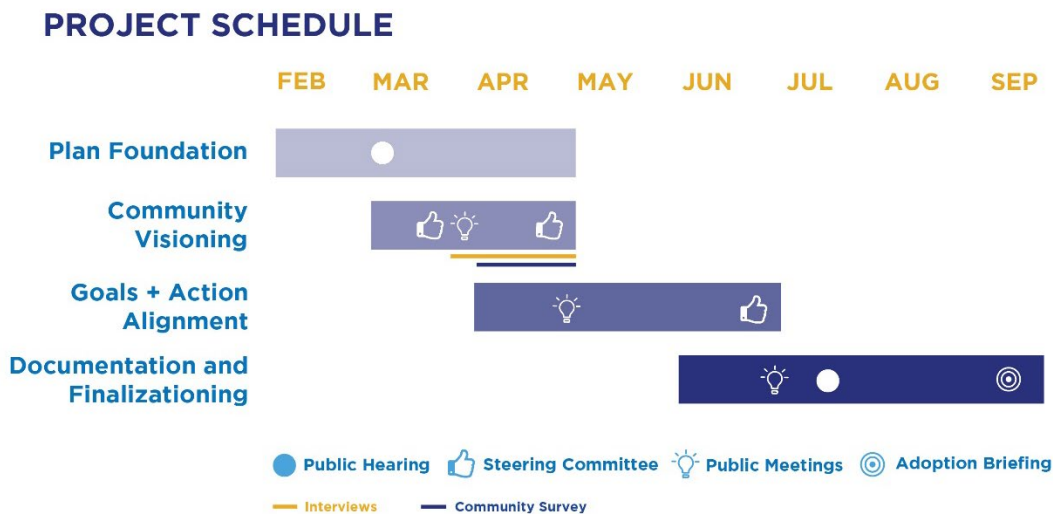 PROJECT SCHEDULE
FEB MAR APR MAY JUN JUL AUG SEP
Plan Foundation
Community
Visioning
Goals + Action
Alignment
Documentation and
Finalizationing
Public Hearing Steering Committee Public Meetings Adoption Briefing
Interviews Community Survey